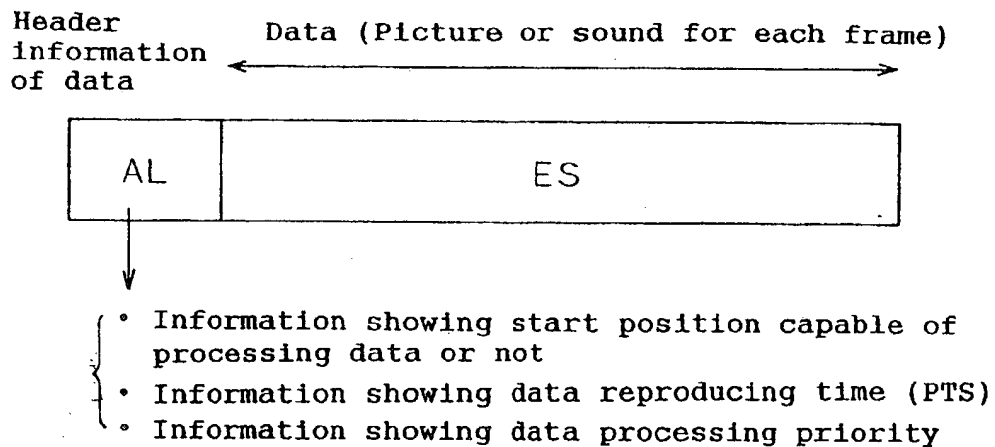 Header
information
of data
Data (Picture or sound for each frame)
AL
ES
• Information showing start position capable of
processing data or not
• Information showing data reproducing time (PTS)
• Information showing data processing priority